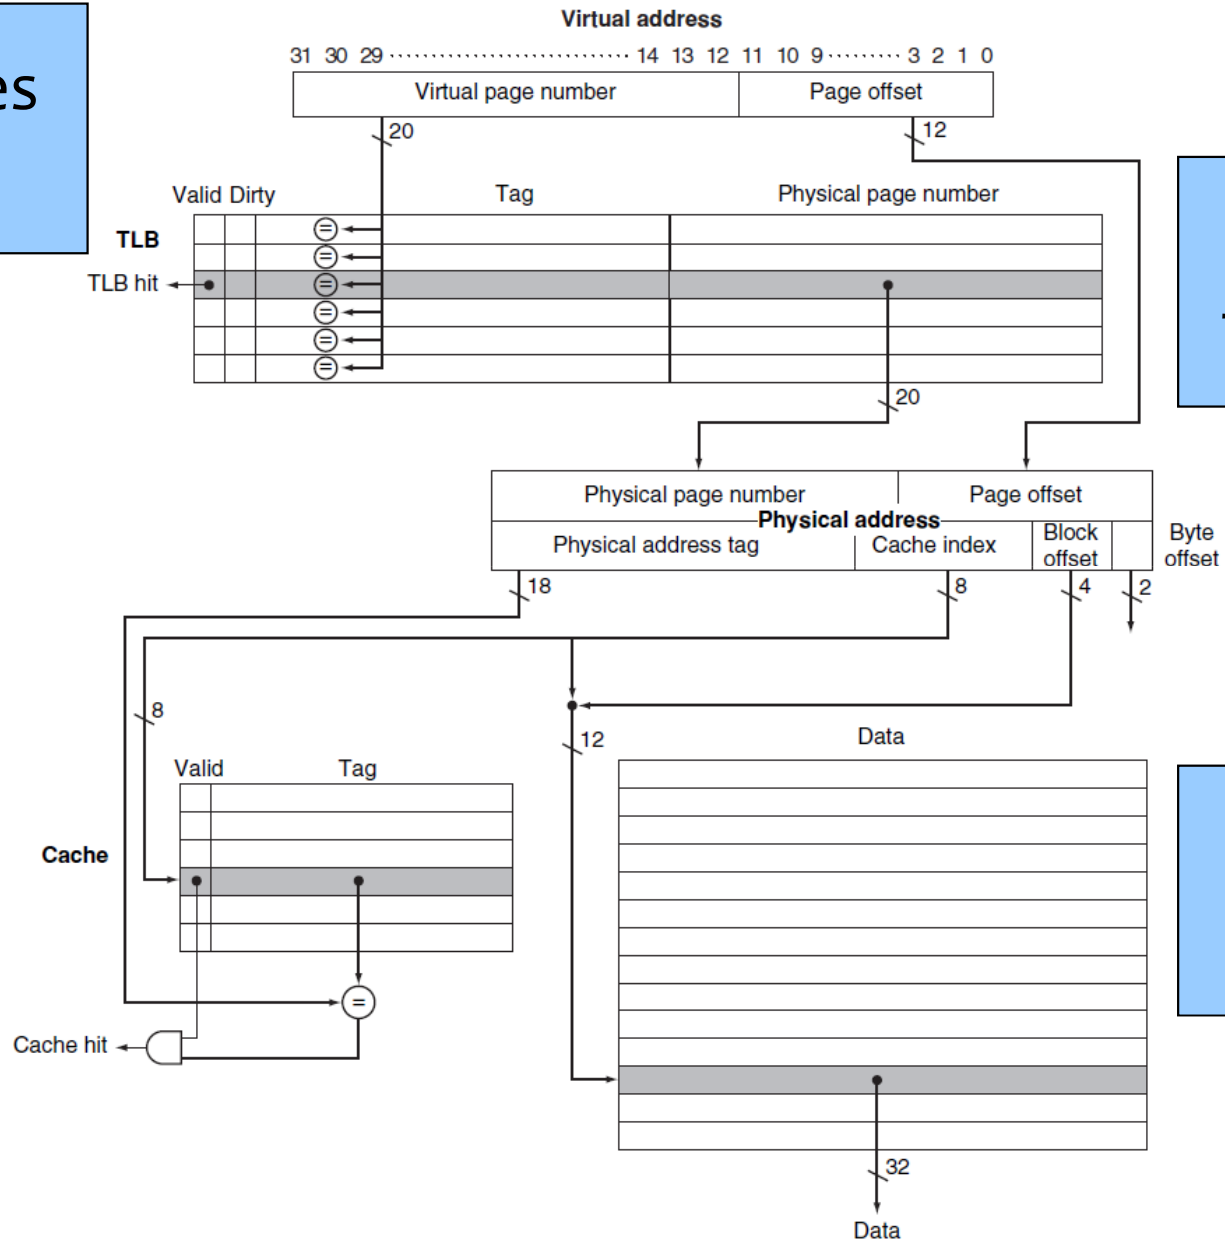 es
Virtual address
31 30 29 ............................ 14 13 12 11 10 9 ......... 3 2 1 0
Virtual page number Page offset
20 12
Valid Dirty Tag Physical page number
TLB
=
=
TLB hit =
=
=
=
20
Physical page number Page offset
Physical address
Physical address tag Cache index Block offset Byte offset
18 8 4 2
8
12
Data
Valid Tag
Cache
=
Cache hit
32
Data